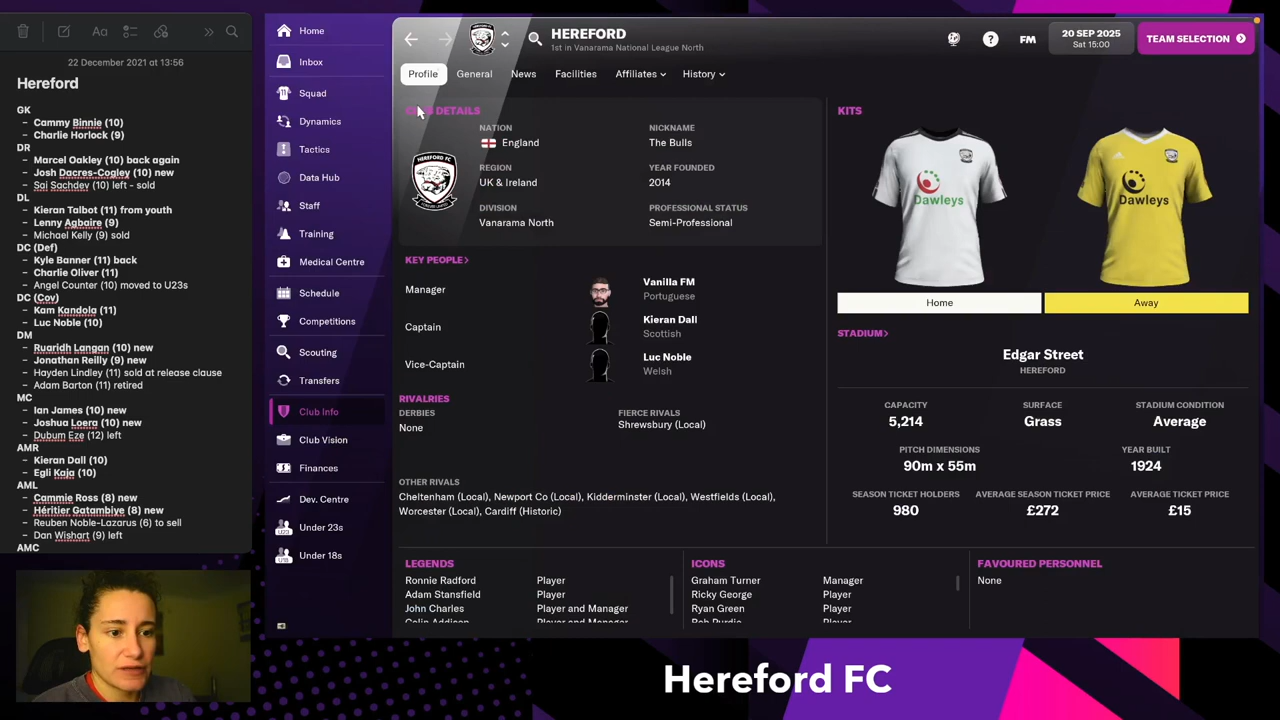 22 December 2021 at 13:56
Hereford
GK
– Cammy Binnie (10)
– Charlie Horlock (9)
DR
– Marcel Oakley (10) back again
– Josh Dacres-Cogley (10) new
– Saj Sachdev (10) left - sold
DL
– Kieran Talbot (11) from youth
– Lenny Agbaire (9)
– Michael Kelly (9) sold
DC (Def)
– Kyle Banner (11) back
– Charlie Oliver (11)
– Angel Counter (10) moved to U23s
DC (Cov)
– Kam Kandola (11)
– Luc Noble (10)
DM
– Ruaridh Langan (10) new
– Jonathan Reilly (9) new
– Hayden Lindley (11) sold at release clause
– Adam Barton (11) retired
MC
– Ian James (10) new
– Joshua Loera (10) new
– Dubum Eze (12) left
AMR
– Kieran Dall (10)
– Egli Kaja (10)
AML
– Cammie Ross (8) new
– Héritier Gatambiye (8) new
– Reuben Noble-Lazarus (6) to sell
– Dan Wishart (9) left
AMC
Aa
Home
Inbox
Squad
Dynamics
Tactics
Data Hub
Staff
Training
Medical Centre
Schedule
Competitions
Scouting
Transfers
Club Info
Club Vision
Finances
Dev. Centre
Under 23s
Under 18s
HEREFORD
1st in Vanarama National League North
? FM
20 SEP 2025
Sat 15:00
TEAM SELECTION
Profile General News Facilities Affiliates History
DETAILS
NATION
England
NICKNAME
The Bulls
REGION
UK & Ireland
YEAR FOUNDED
2014
DIVISION
Vanarama North
PROFESSIONAL STATUS
Semi-Professional
HEREFORD FC
KEY PEOPLE>
Manager
Vanilla FM
Portuguese
Captain
Kieran Dall
Scottish
Vice-Captain
Luc Noble
Welsh
RIVALRIES
DERBIES
None
FIERCE RIVALS
Shrewsbury (Local)
OTHER RIVALS
Cheltenham (Local), Newport Co (Local), Kidderminster (Local), Westfields (Local),
Worcester (Local), Cardiff (Historic)
KITS
Dawleys
Dawleys
Home
Away
STADIUM>
Edgar Street
HEREFORD
CAPACITY
5,214
SURFACE
Grass
STADIUM CONDITION
Average
PITCH DIMENSIONS
90m x 55m
YEAR BUILT
1924
SEASON TICKET HOLDERS
980
AVERAGE SEASON TICKET PRICE
£272
AVERAGE TICKET PRICE
£15
LEGENDS
Ronnie Radford Player
Adam Stansfield Player
John Charles Player and Manager
Colin Addison Player and Manager
ICONS
Graham Turner Manager
Ricky George Player
Ryan Green Player
Rob Purdie Player
FAVOURED PERSONNEL
None
Hereford FC